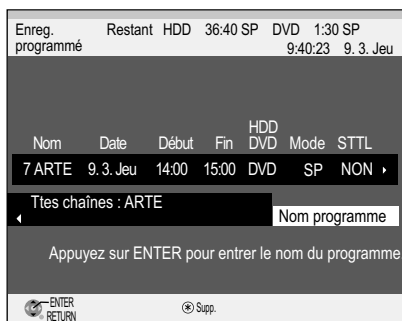 Enreg. Restant HDD 36:40 SP DVD 1:30 SP
programmé 9:40:23 9. 3. Jeu
HDD
Nom Date Début Fin DVD Mode STTL
7 ARTE 9. 3. Jeu 14:00 15:00 DVD SP NON
Ttes chaînes : ARTE
Nom programme
Appuyez sur ENTER pour entrer le nom du programme
ENTER
RETURN
Supp.